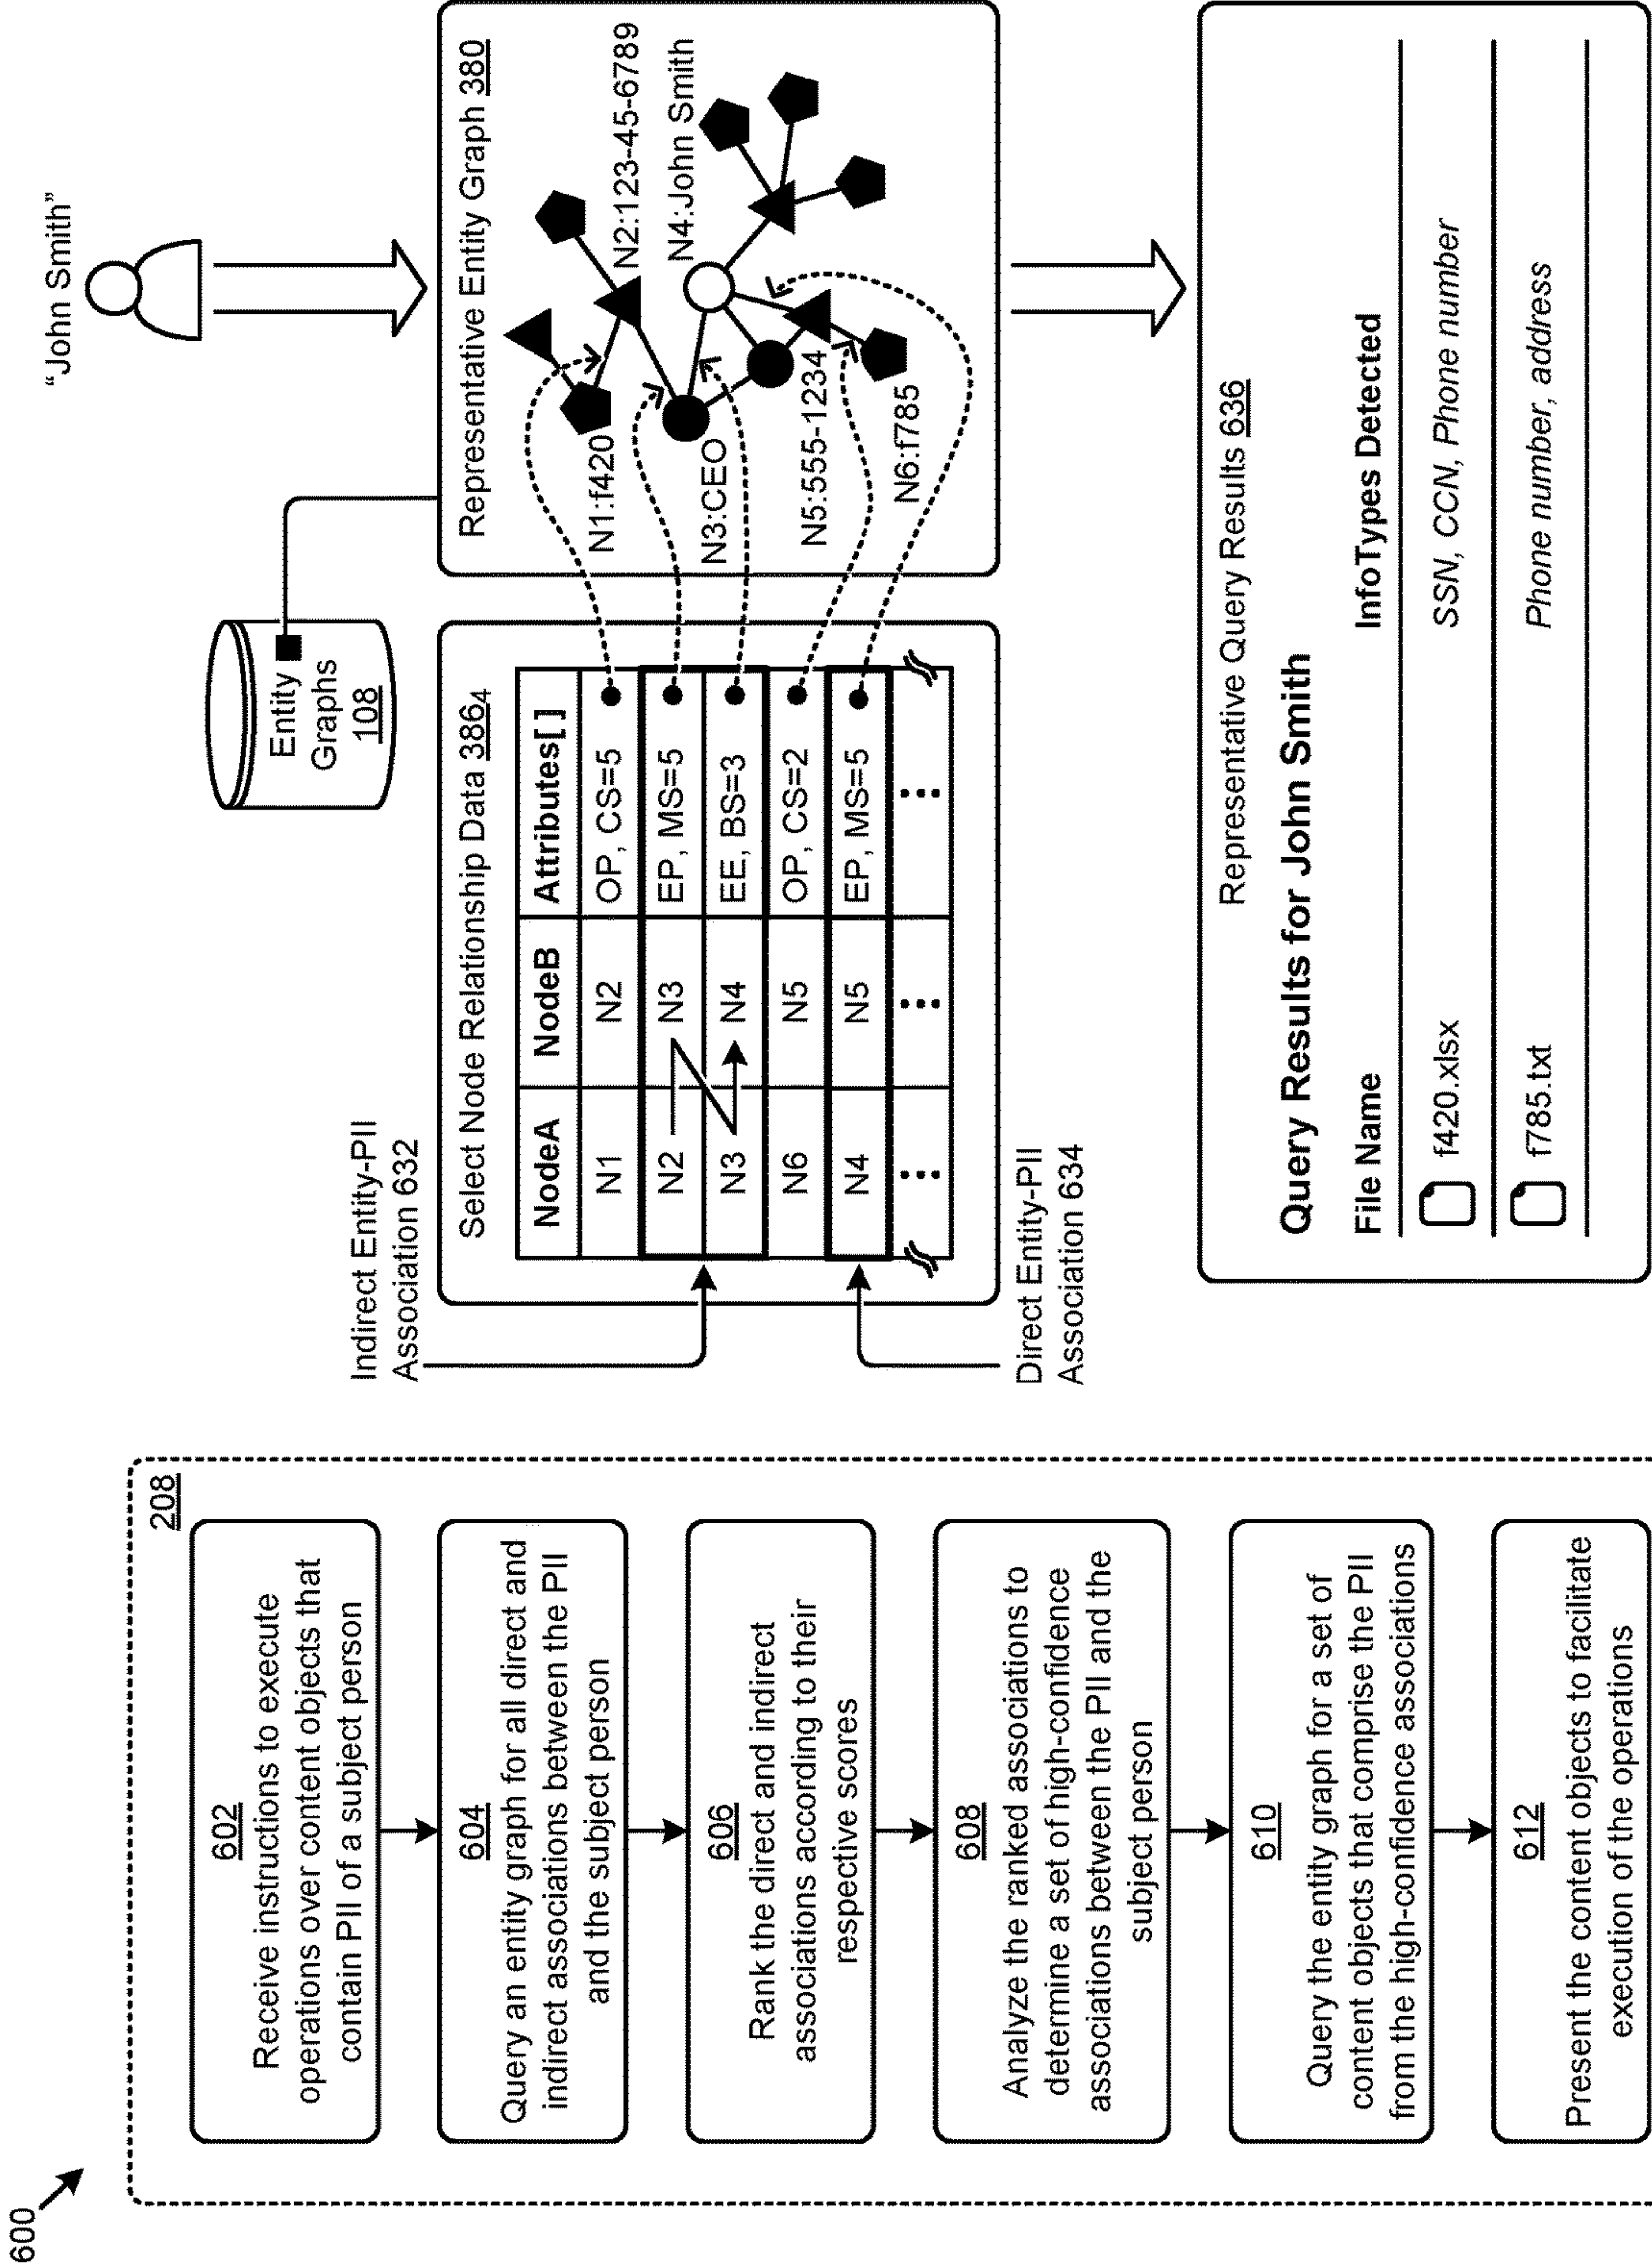 600
208
602
Receive instructions to execute
operations over content objects that
contain PII of a subject person
604
Query an entity graph for all direct and
indirect associations between the PII
and the subject person
606
Rank the direct and indirect
associations according to their
respective scores
608
Analyze the ranked associations to
determine a set of high-confidence
associations between the PII and the
subject person
610
Query the entity graph for a set of
content objects that comprise the PII
from the high-confidence associations
612
Present the content objects to facilitate
execution of the operations
"John Smith"
Entity
Graphs
108
Indirect Entity-PII
Association 632
Select Node Relationship Data 386₄
NodeA NodeB Attributes[ ]
N1 N2 OP, CS=5
N2 N3 EP, MS=5
N3 N4 EE, BS=3
N6 N5 OP, CS=2
N4 N5 EP, MS=5
... ... ...
Direct Entity-PII
Association 634
Representative Entity Graph 380
N1:f420
N2:123-45-6789
N3:CEO
N4:John Smith
N5:555-1234
N6:f785
Representative Query Results 636
Query Results for John Smith
File Name InfoTypes Detected
f420.xlsx SSN, CCN, Phone number
f785.txt Phone number, address